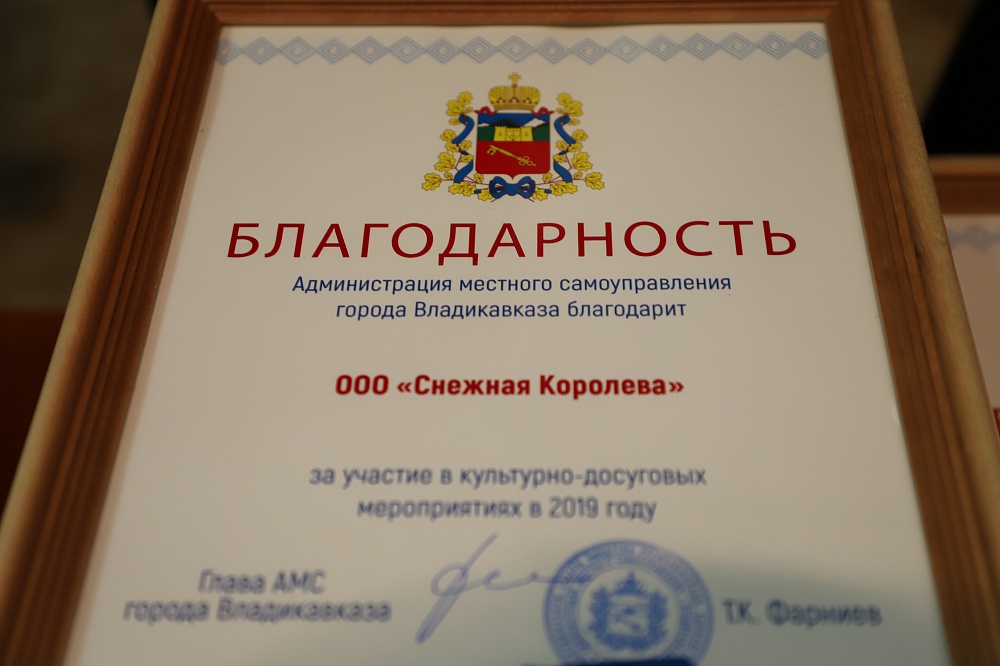 БЛАГОДАРНОСТЬ
Администрация местного самоуправления
города Владикавказа благодарит
ООО «Снежная Королева»
за участие в культурно-досуговых
мероприятиях в 2019 году
Глава АМС
города Владикавказа
Т.К. Фарниев